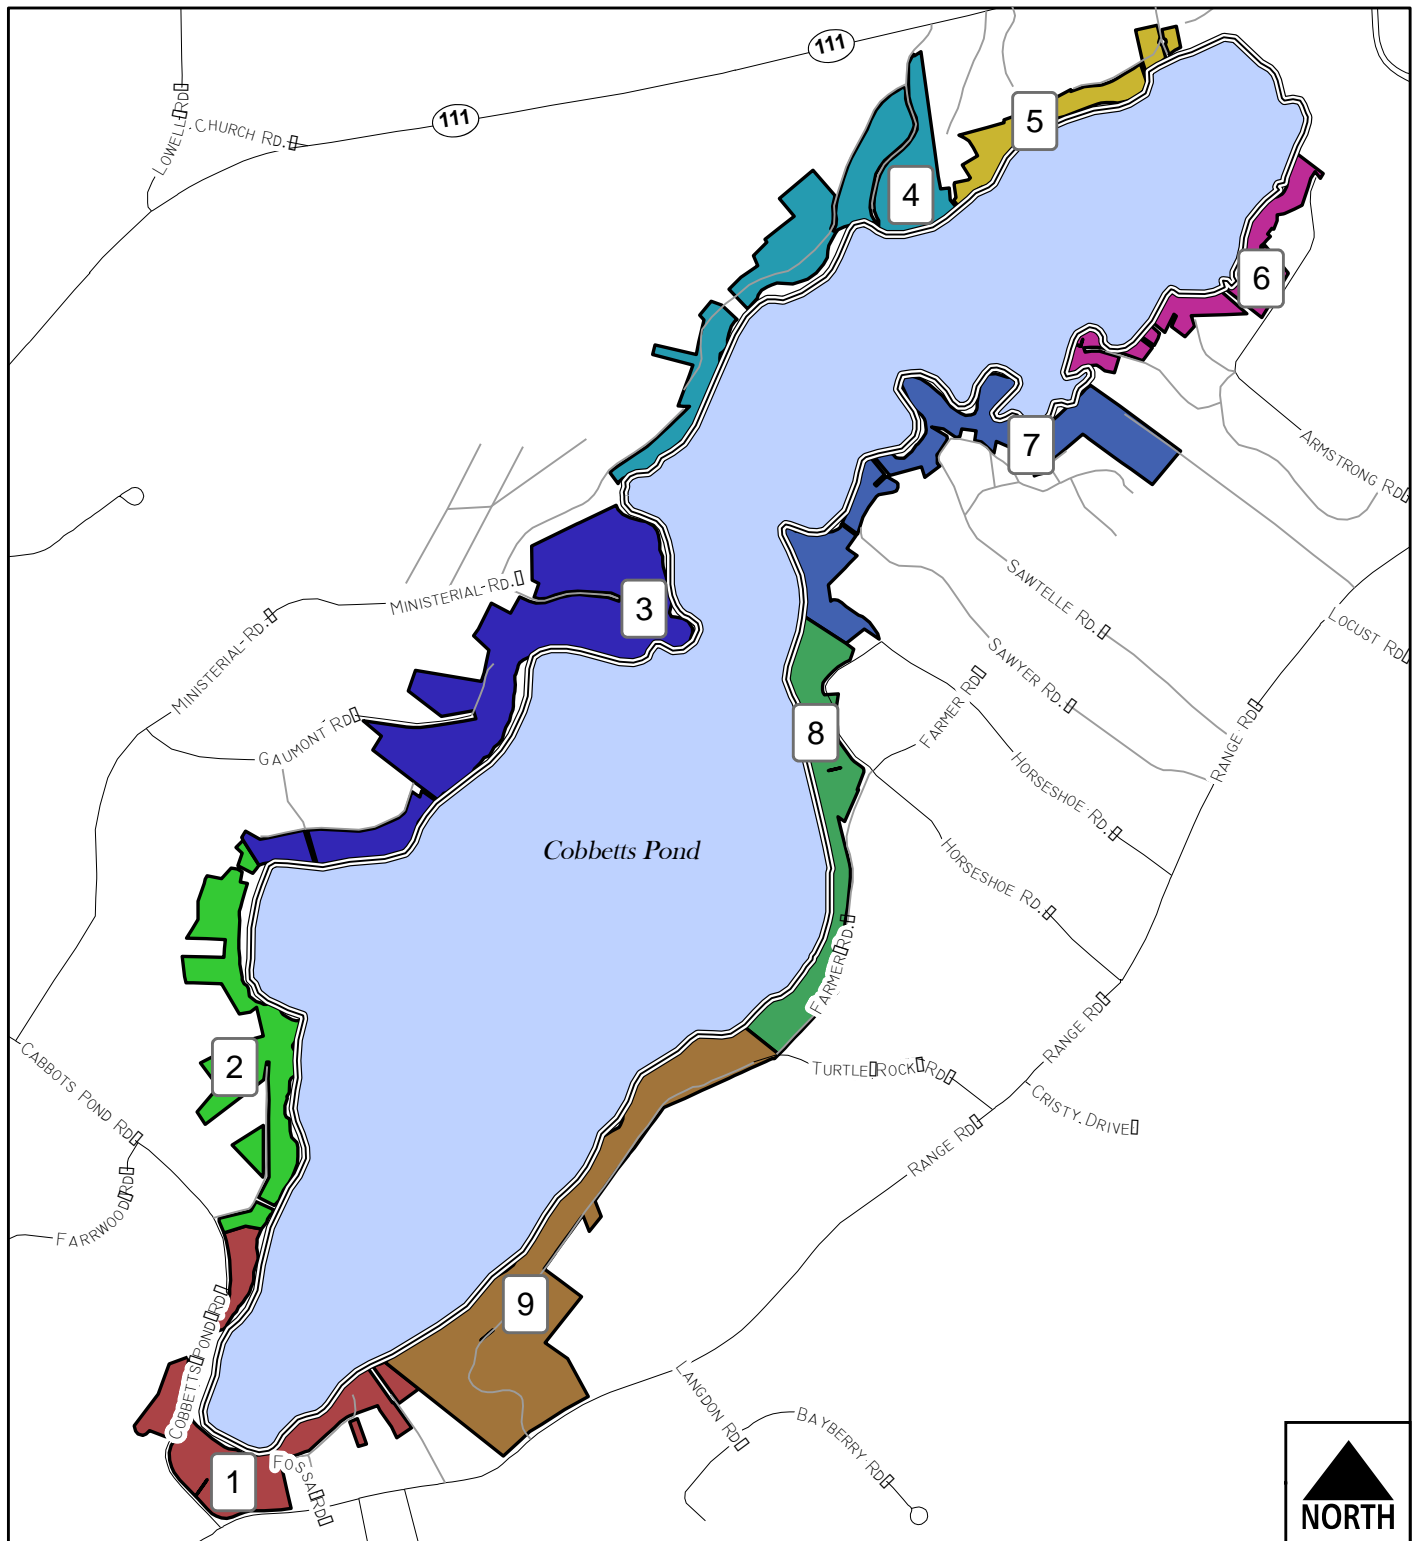 111
111
LOWELL RD
CHURCH RD.
5
4
6
7
ARMSTRONG RD
MINISTERIAL RD.
3
MINISTERIAL RD.
SAWTELLE RD.
LOCUST RD
SAWYER RD.
FARMER RD
RANGE RD
GAUMONT RD
8
HORSESHOE RD.
Cobbetts Pond
HORSESHOE RD.
FARMER RD.
RANGE RD
2
CABBOTS POND RD
TURTLE ROCK RD
CRISTY DRIVE
RANGE RD
FARRWOOD RD
9
COBBETTS POND RD
LANGDON RD
BAYBERRY RD
1
FOSSA RD
NORTH